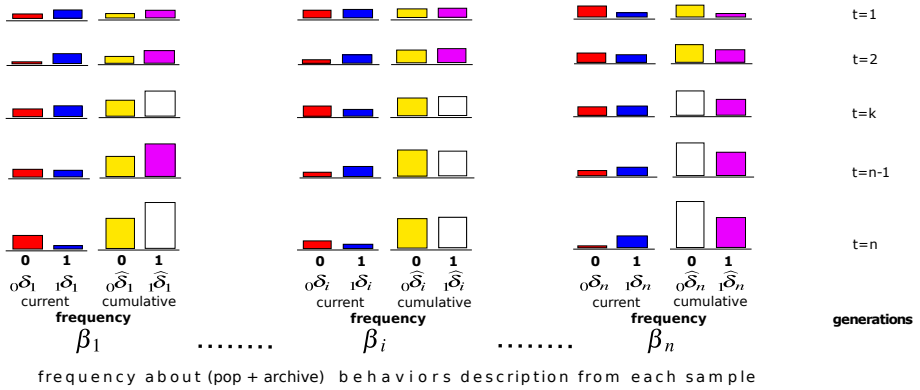 t=1
t=2
t=k
t=n-1
t=n
0 1 0 1 0 1 0 1 0 1 0 1
₀δ₁ ₁δ₁ ₀δ̂₁ ₁δ̂₁ ₀δᵢ ₁δᵢ ₀δ̂ᵢ ₁δ̂ᵢ ₀δₙ ₁δₙ ₀δ̂ₙ ₁δ̂ₙ
current cumulative current cumulative current cumulative
frequency frequency frequency generations
β₁ ........ βᵢ ........ βₙ
frequency about (pop + archive) behaviors description from each sample